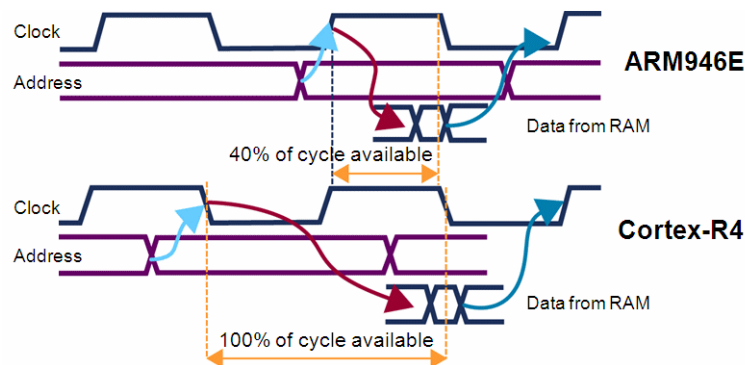 Clock
ARM946E
Address
Data from RAM
40% of cycle available
Clock
Cortex-R4
Address
Data from RAM
100% of cycle available